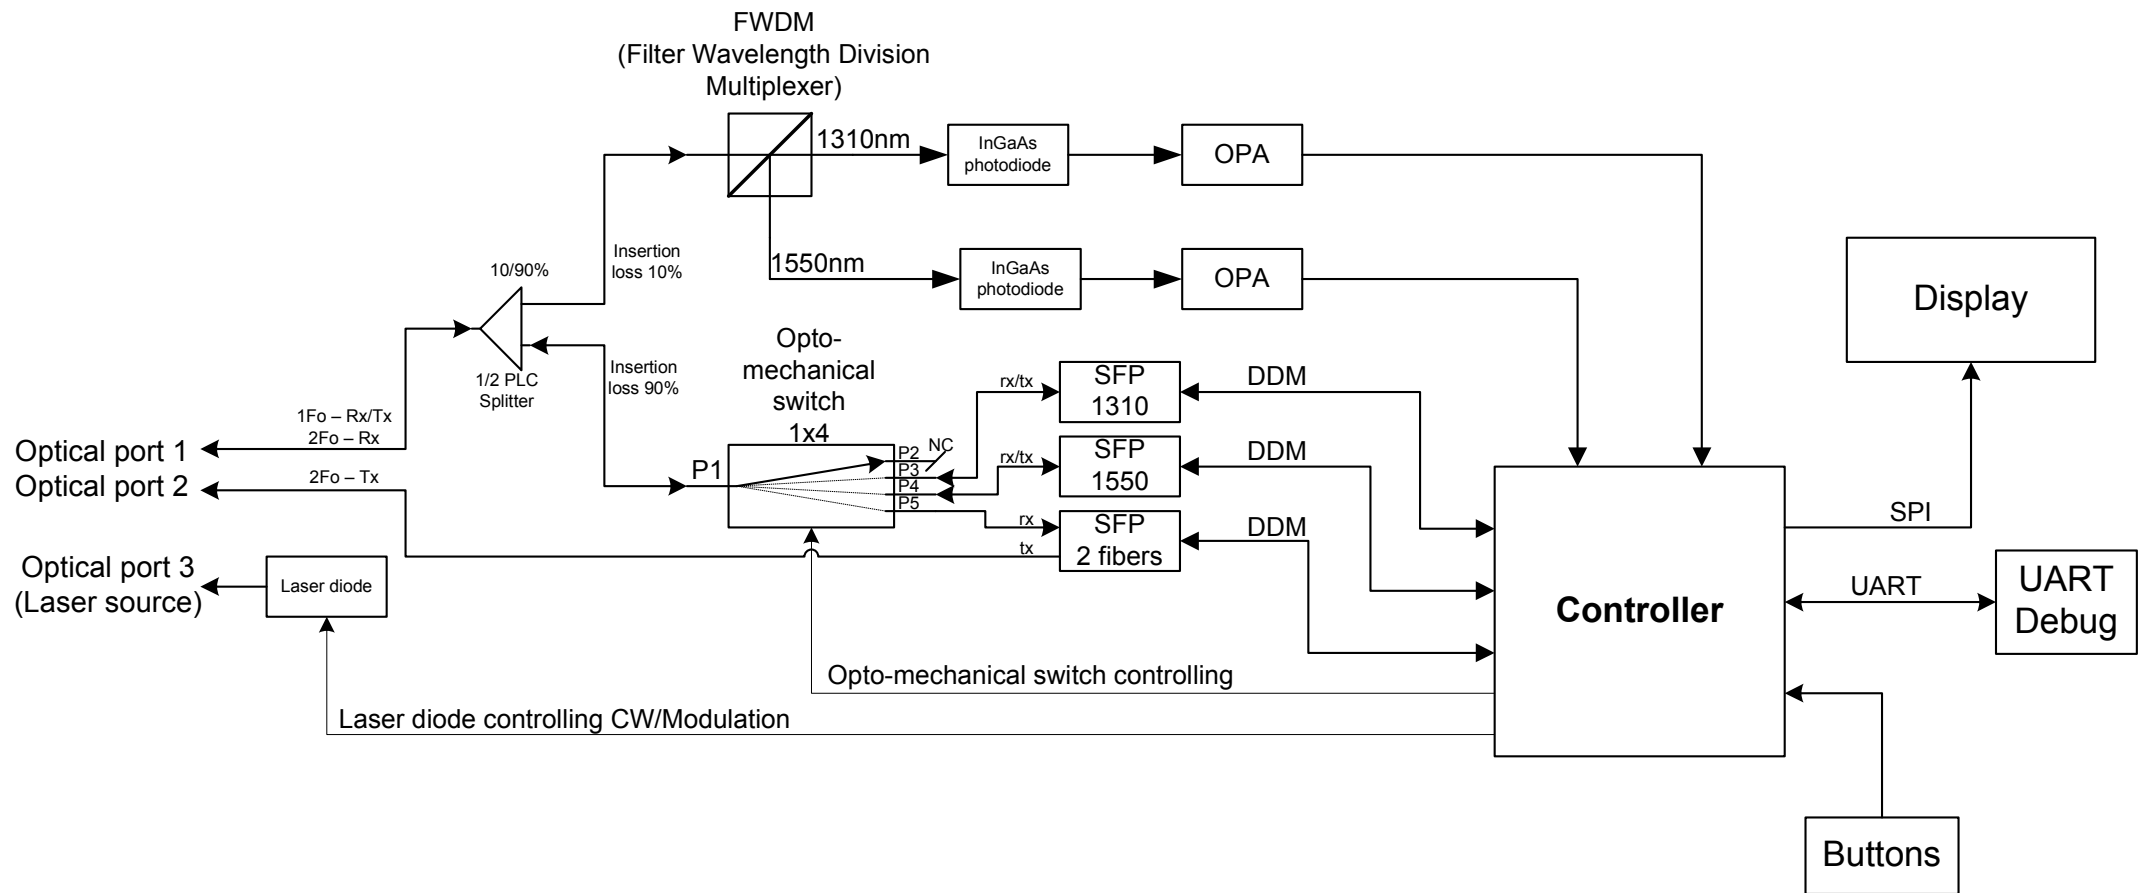 FWDM
(Filter Wavelength Division
Multiplexer)
1310nm
InGaAs
photodiode
OPA
1550nm
InGaAs
photodiode
OPA
Insertion
loss 10%
10/90%
1/2 PLC
Splitter
Insertion
loss 90%
Opto-
mechanical
switch
1x4
P1
P2
NC
P3
P4
P5
rx/tx
SFP
1310
DDM
rx/tx
SFP
1550
DDM
rx
tx
SFP
2 fibers
DDM
Display
SPI
1Fo – Rx/Tx
2Fo – Rx
Optical port 1
2Fo – Tx
Optical port 2
Optical port 3
(Laser source)
Laser diode
Controller
UART
UART
Debug
Opto-mechanical switch controlling
Laser diode controlling CW/Modulation
Buttons